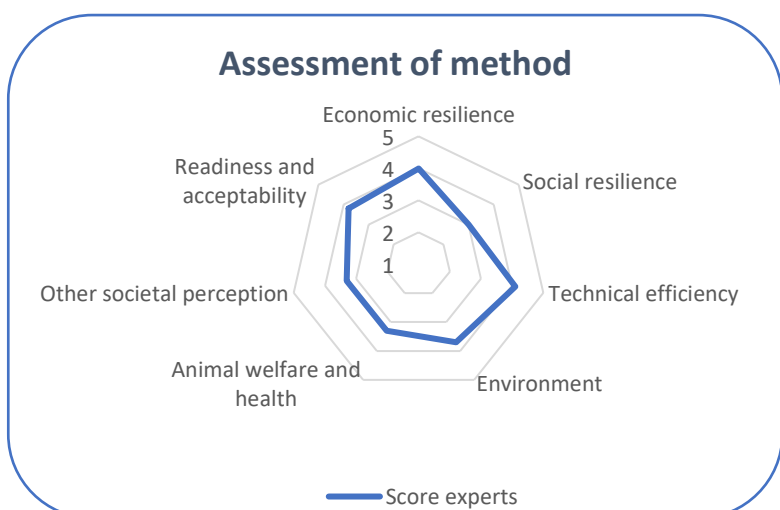 Assessment of method
Economic resilience
5
4
3
2
1
Readiness and
acceptability
Social resilience
Other societal perception
Technical efficiency
Animal welfare and
health
Environment
Score experts